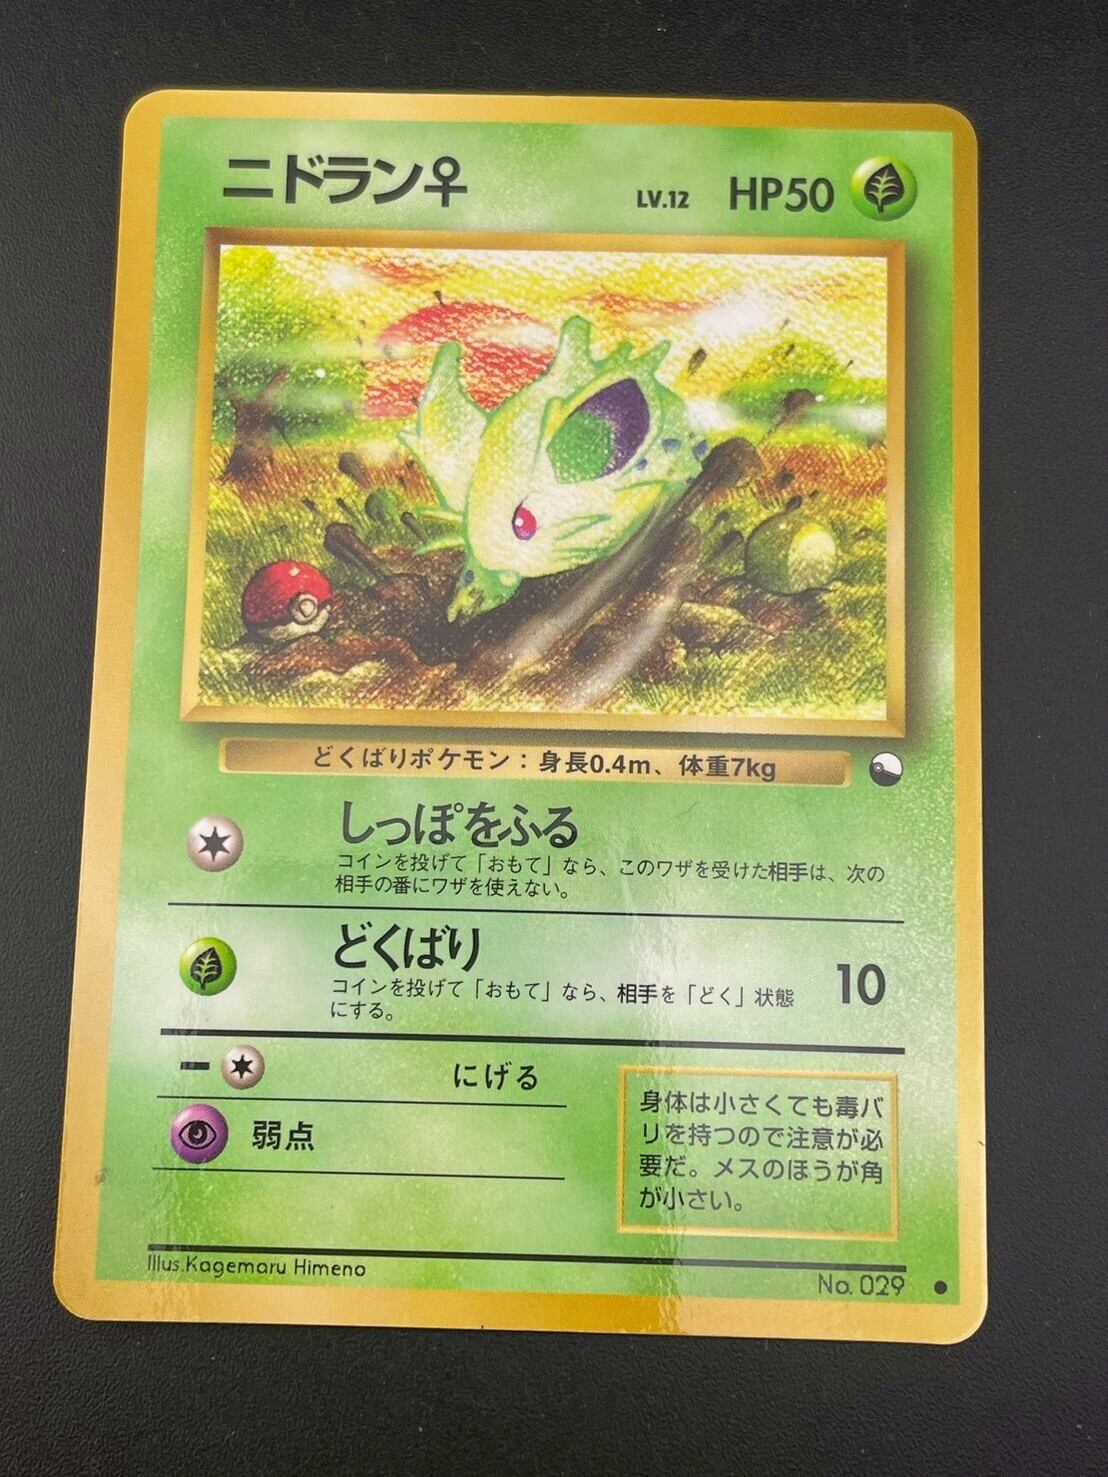 ニドラン♀
LV.12 HP50
どくばりポケモン：身長0.4m、体重7kg
しっぽをふる
コインを投げて「おもて」なら、このワザを受けた相手は、次の
相手の番にワザを使えない。
どくばり
コインを投げて「おもて」なら、相手を「どく」状態
にする。
10
にげる
弱点
身体は小さくても毒バ
リを持つので注意が必
要だ。メスのほうが角
が小さい。
Illus.Kagemaru Himeno
No. 029 ●